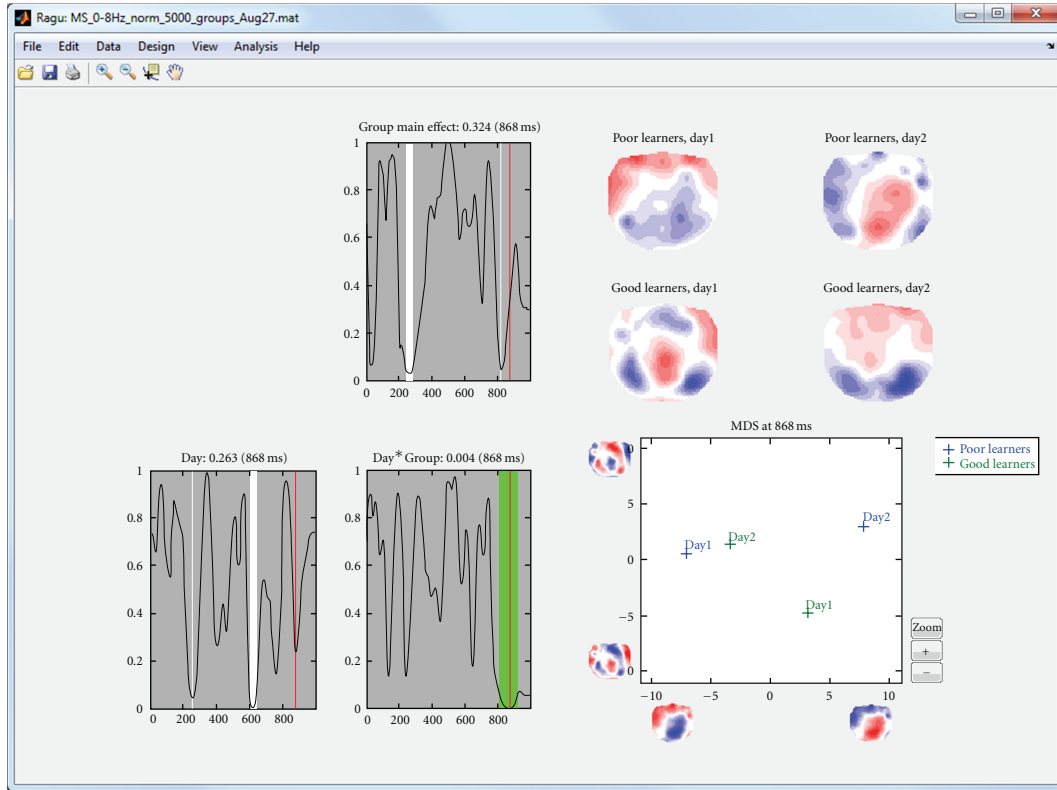 Ragu: MS_0-8Hz_norm_5000_groups_Aug27.mat
File Edit Data Design View Analysis Help
Group main effect: 0.324 (868 ms)
1
0.8
0.6
0.4
0.2
0
0 200 400 600 800
Poor learners, day1
Poor learners, day2
Good learners, day1
Good learners, day2
Day: 0.263 (868 ms)
1
0.8
0.6
0.4
0.2
0
0 200 400 600 800
Day* Group: 0.004 (868 ms)
1
0.8
0.6
0.4
0.2
0
0 200 400 600 800
MDS at 868 ms
0
5
0
−5
0
−10 −5 0 5 10
Day1
Day2
Day2
Day1
Poor learners
Good learners
Zoom
+
−